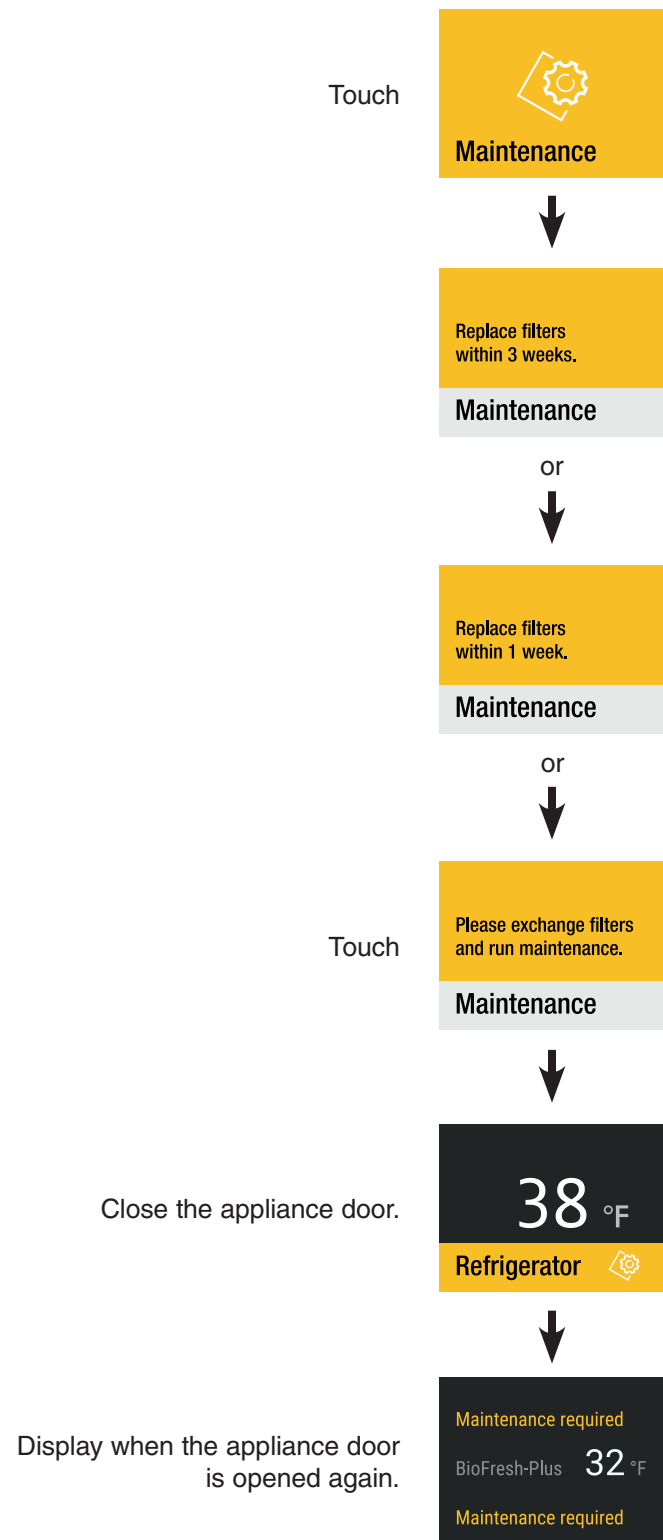 Touch
Maintenance
Replace filters
within 3 weeks.
Maintenance
or
Replace filters
within 1 week.
Maintenance
or
Touch
Please exchange filters
and run maintenance.
Maintenance
Close the appliance door.
38 °F
Refrigerator
Display when the appliance door
is opened again.
Maintenance required
BioFresh-Plus 32 °F
Maintenance required